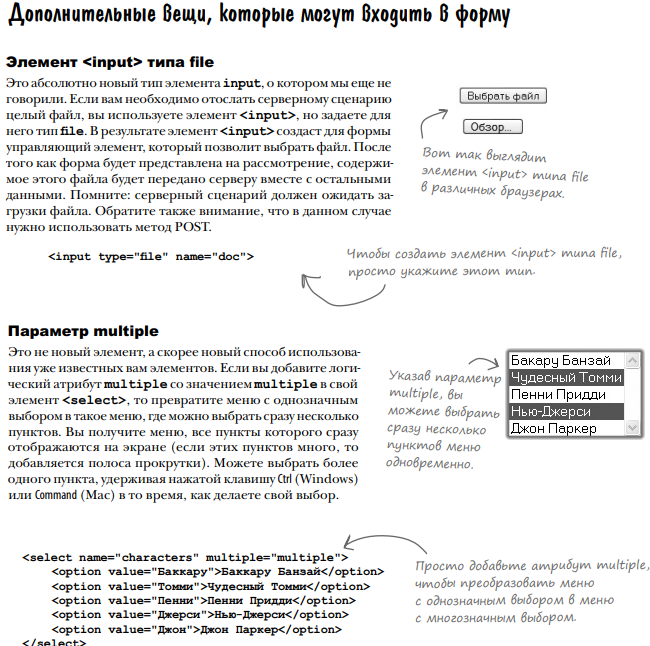 Дополнительные вещи, которые могут входить в форму
Элемент <input> типа file
Это абсолютно новый тип элемента input, о котором мы еще не
говорили. Если вам необходимо отослать серверному сценарию
целый файл, вы используете элемент <input>, но задаете для
него тип file. В результате элемент <input> создаст для формы
управляющий элемент, который позволит выбрать файл. После
того как форма будет представлена на рассмотрение, содержи-
мое этого файла будет передано серверу вместе с остальными
данными. Помните: серверный сценарий должен ожидать за-
грузки файла. Обратите также внимание, что в данном случае
нужно использовать метод POST.
Выбрать файл
Обзор...
Вот так выглядит
элемент <input> типа file
в различных браузерах.
<input type="file" name="doc">
Чтобы создать элемент <input> типа file,
просто укажите этот тип.
Параметр multiple
Это не новый элемент, а скорее новый способ использова-
ния уже известных вам элементов. Если вы добавите логи-
ческий атрибут multiple со значением multiple в свой
элемент <select>, то превратите меню с однозначным
выбором в такое меню, где можно выбрать сразу несколько
пунктов. Вы получите меню, все пункты которого сразу
отображаются на экране (если этих пунктов много, то
добавляется полоса прокрутки). Можете выбрать более
одного пункта, удерживая нажатой клавишу Ctrl (Windows)
или Command (Mac) в то время, как делаете свой выбор.
Указав параметр
multiple, вы
можете выбрать
сразу несколько
пунктов меню
одновременно.
Бакару Банзай
Чудесный Томми
Пенни Придди
Нью-Джерси
Джон Паркер
<select name="characters" multiple="multiple">
<option value="Баккару">Баккару Банзай</option>
<option value="Томми">Чудесный Томми</option>
<option value="Пенни">Пенни Придди</option>
<option value="Джерси">Нью-Джерси</option>
<option value="Джон">Джон Паркер</option>
</select>
Просто добавьте атрибут multiple,
чтобы преобразовать меню
с однозначным выбором в меню
с многозначным выбором.